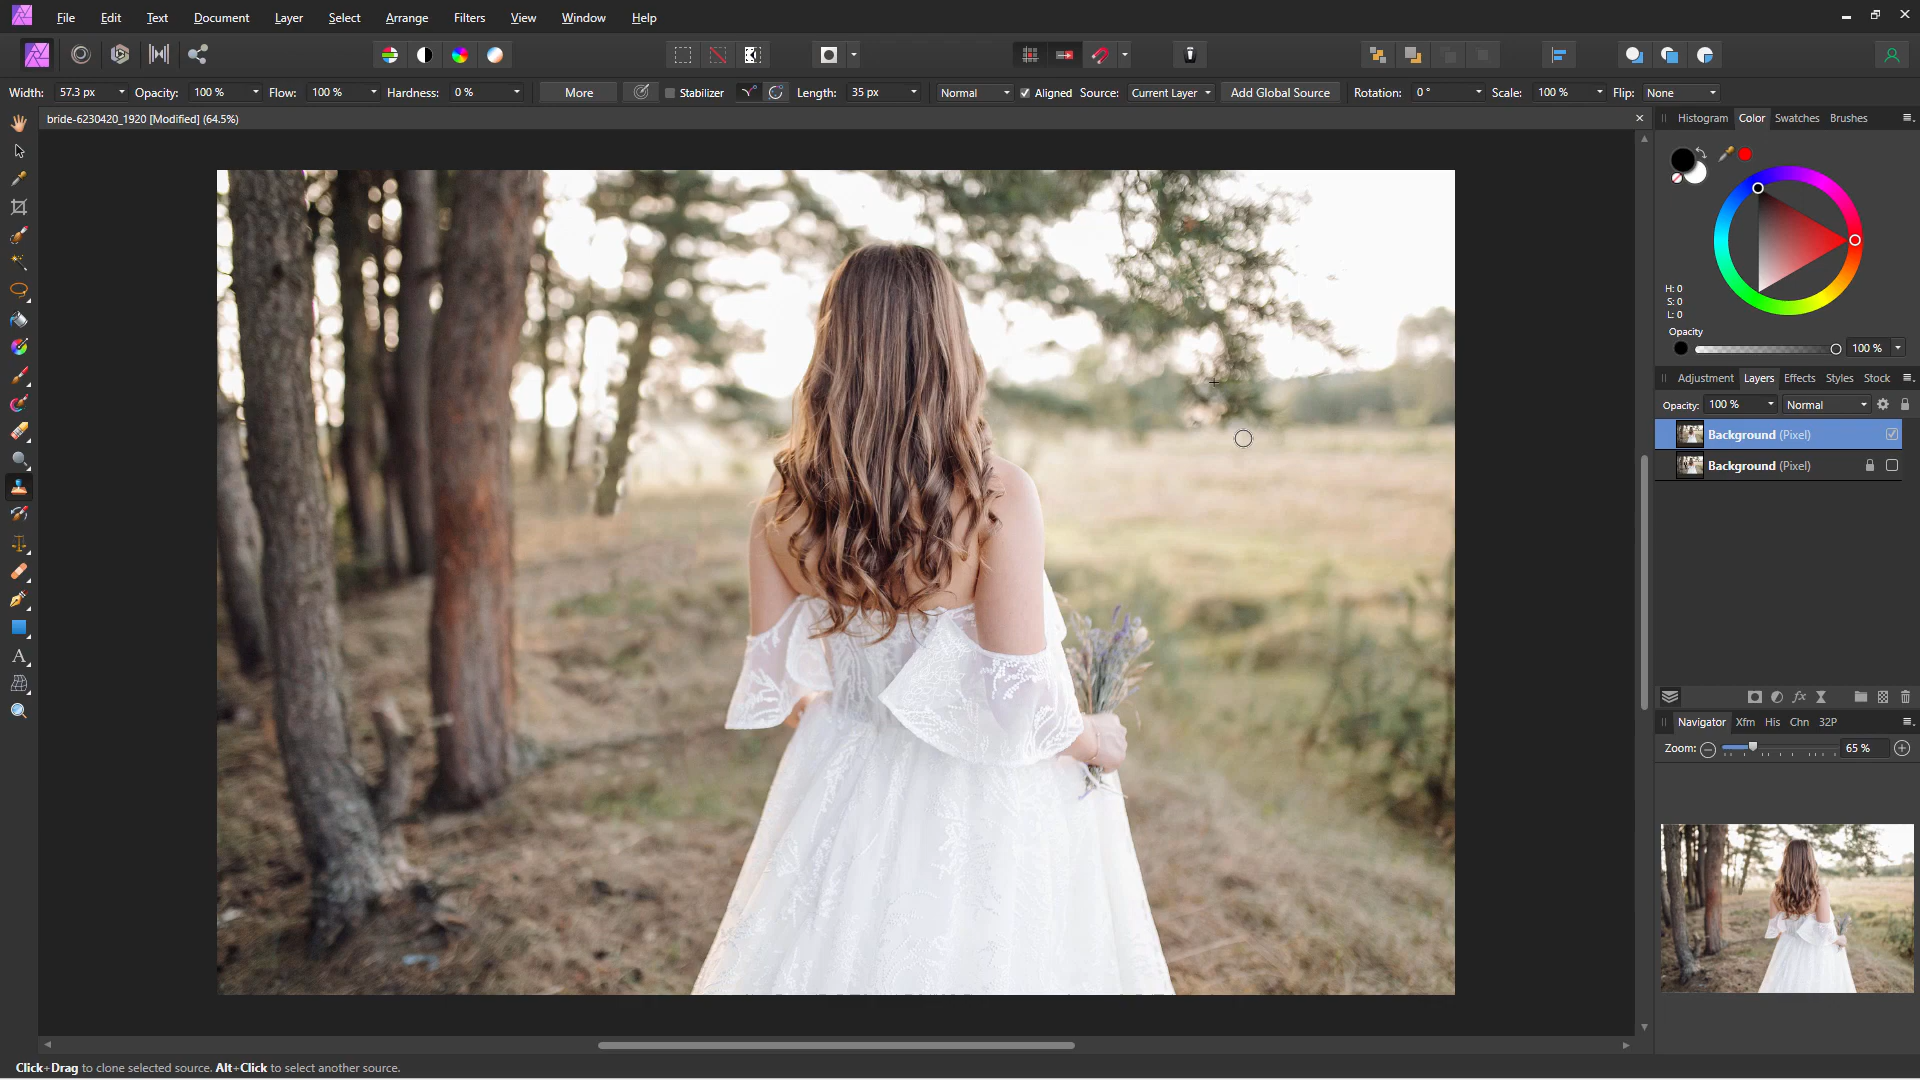 File Edit Text Document Layer Select Arrange Filters View Window Help
Width: 57.3 px Opacity: 100 % Flow: 100 % Hardness: 0 % More Stabilizer Length: 35 px Normal Aligned Source: Current Layer Add Global Source Rotation: 0 ° Scale: 100 % Flip: None
bride-6230420_1920 [Modified] (64.5%)
Histogram Color Swatches Brushes
H: 0
S: 0
L: 0
Opacity
100 %
Adjustment Layers Effects Styles Stock
Opacity: 100 % Normal
Background (Pixel)
Background (Pixel)
fx
Navigator Xfm His Chn 32P
Zoom: 65 %
A
Click+Drag to clone selected source. Alt+Click to select another source.